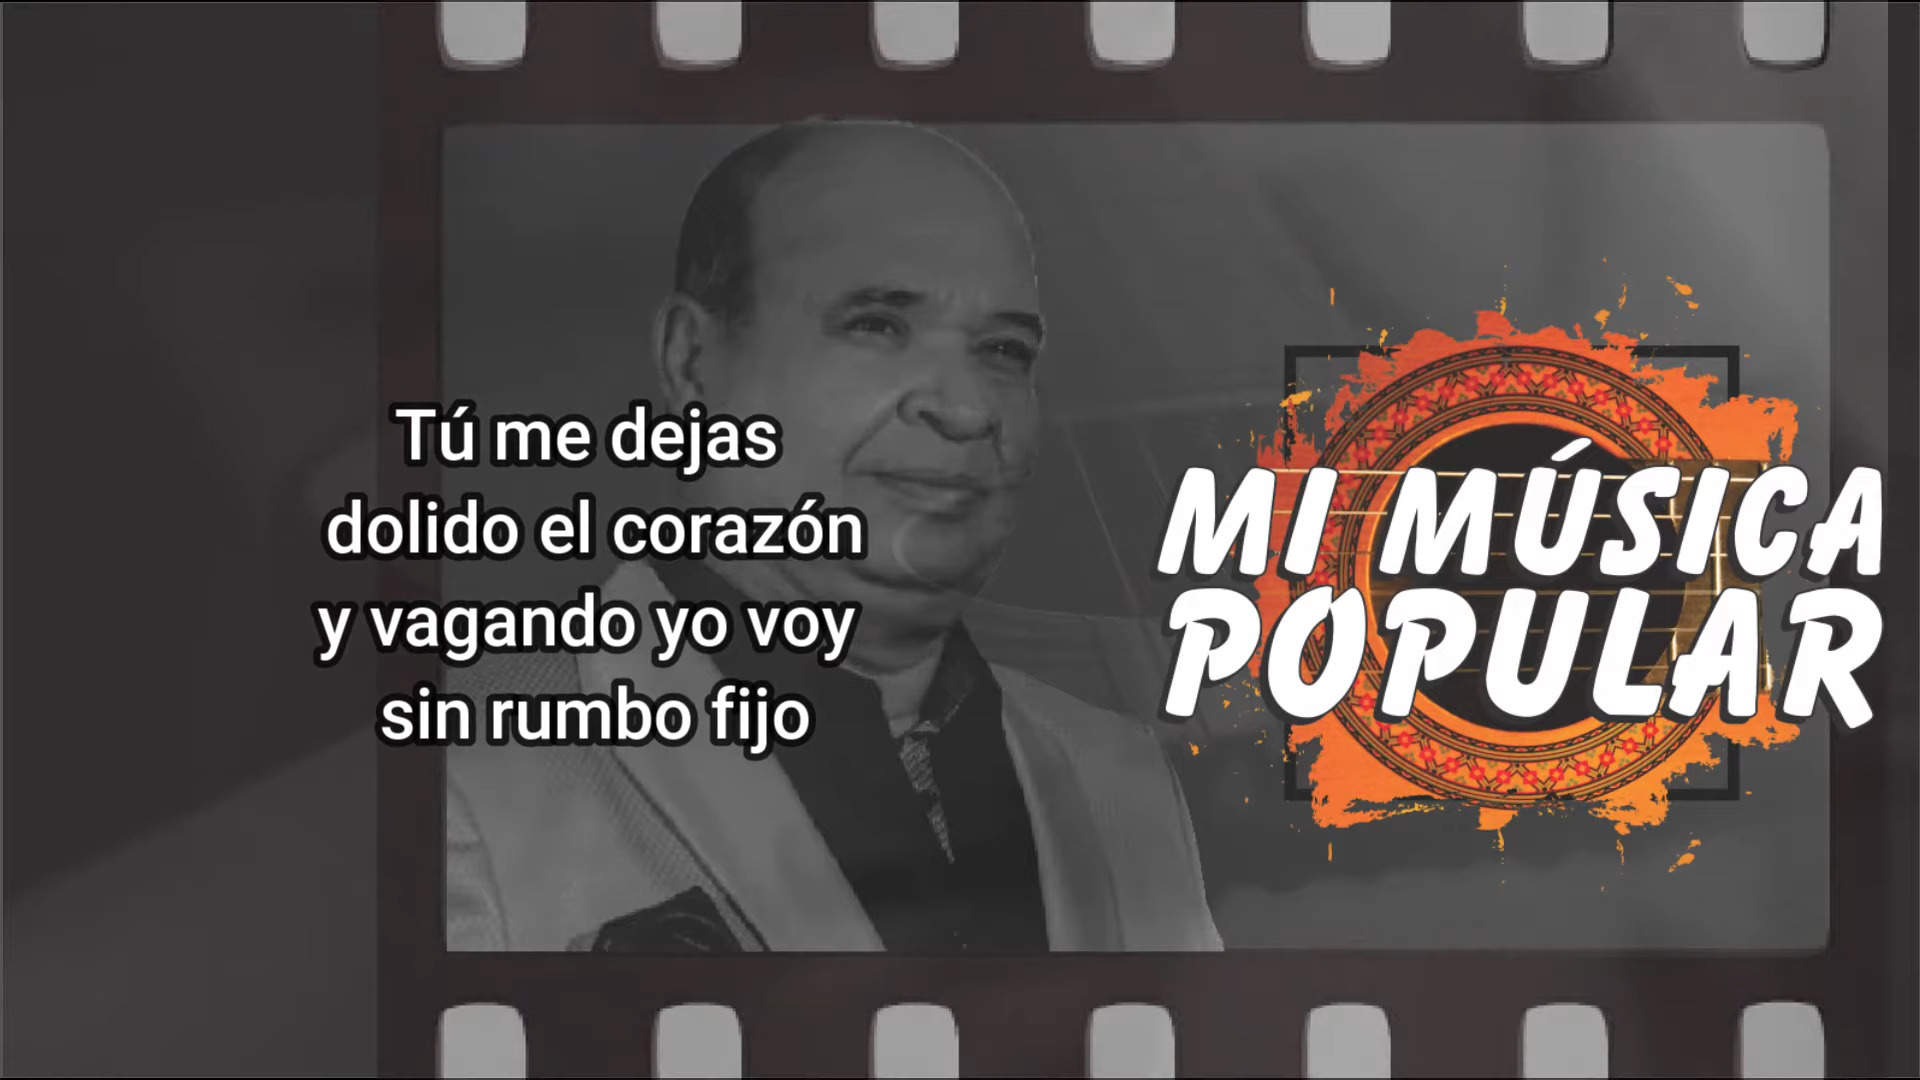 Tú me dejas
dolido el corazón
y vagando yo voy
sin rumbo fijo
MI MÚSICA
POPULAR